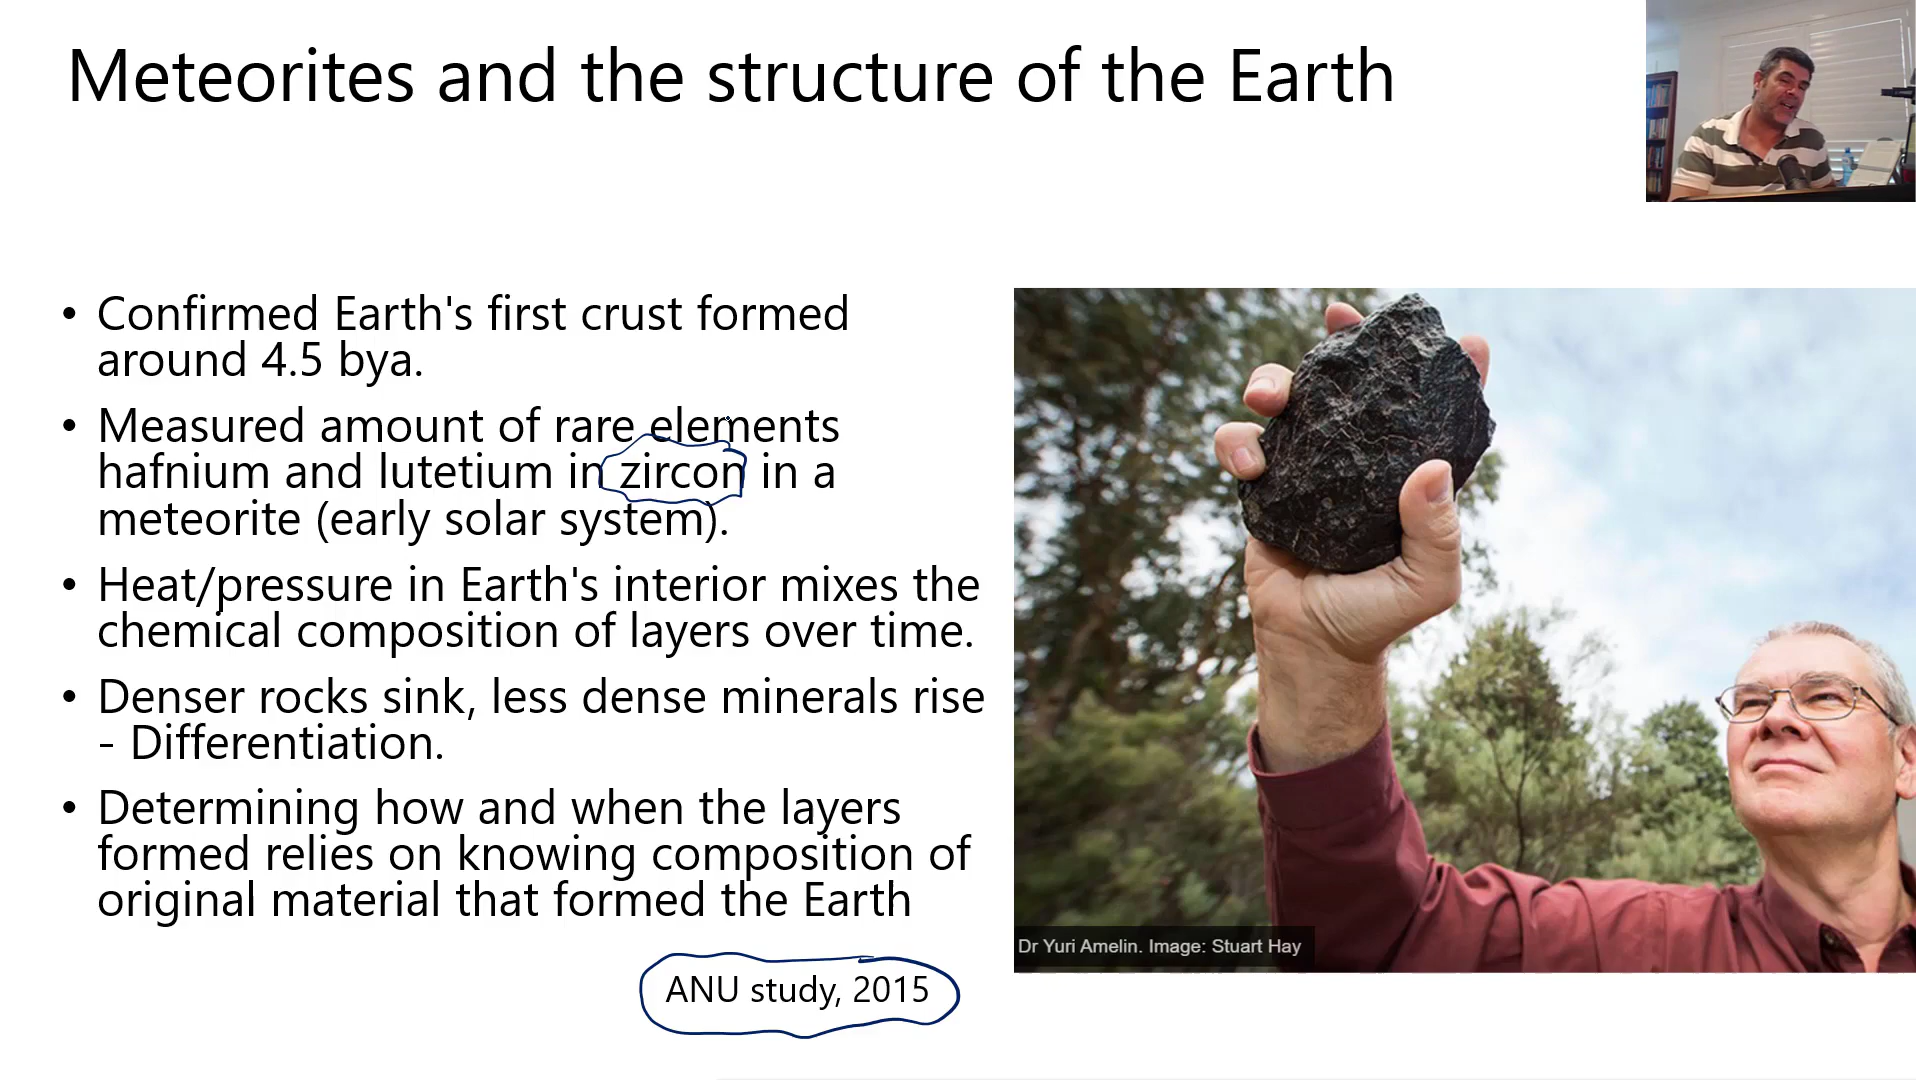 Meteorites and the structure of the Earth
• Confirmed Earth's first crust formed
around 4.5 bya.
• Measured amount of rare elements
hafnium and lutetium in zircon in a
meteorite (early solar system).
• Heat/pressure in Earth's interior mixes the
chemical composition of layers over time.
• Denser rocks sink, less dense minerals rise
- Differentiation.
• Determining how and when the layers
formed relies on knowing composition of
original material that formed the Earth
ANU study, 2015
Dr Yuri Amelin. Image: Stuart Hay